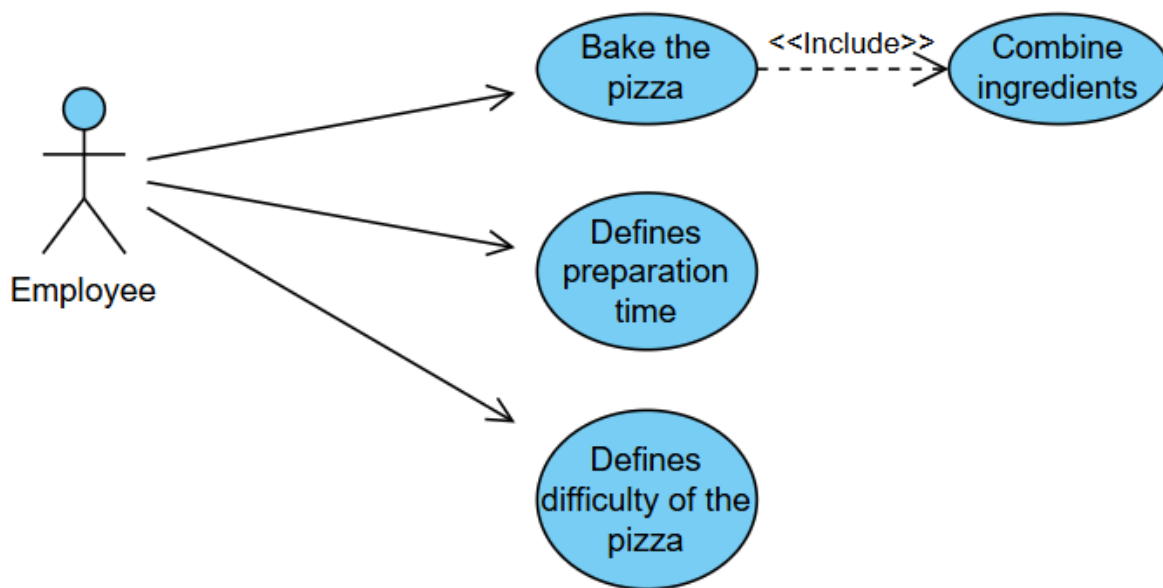 Bake the
pizza
<<Include>>
Combine
ingredients
Employee
Defines
preparation
time
Defines
difficulty of the
pizza